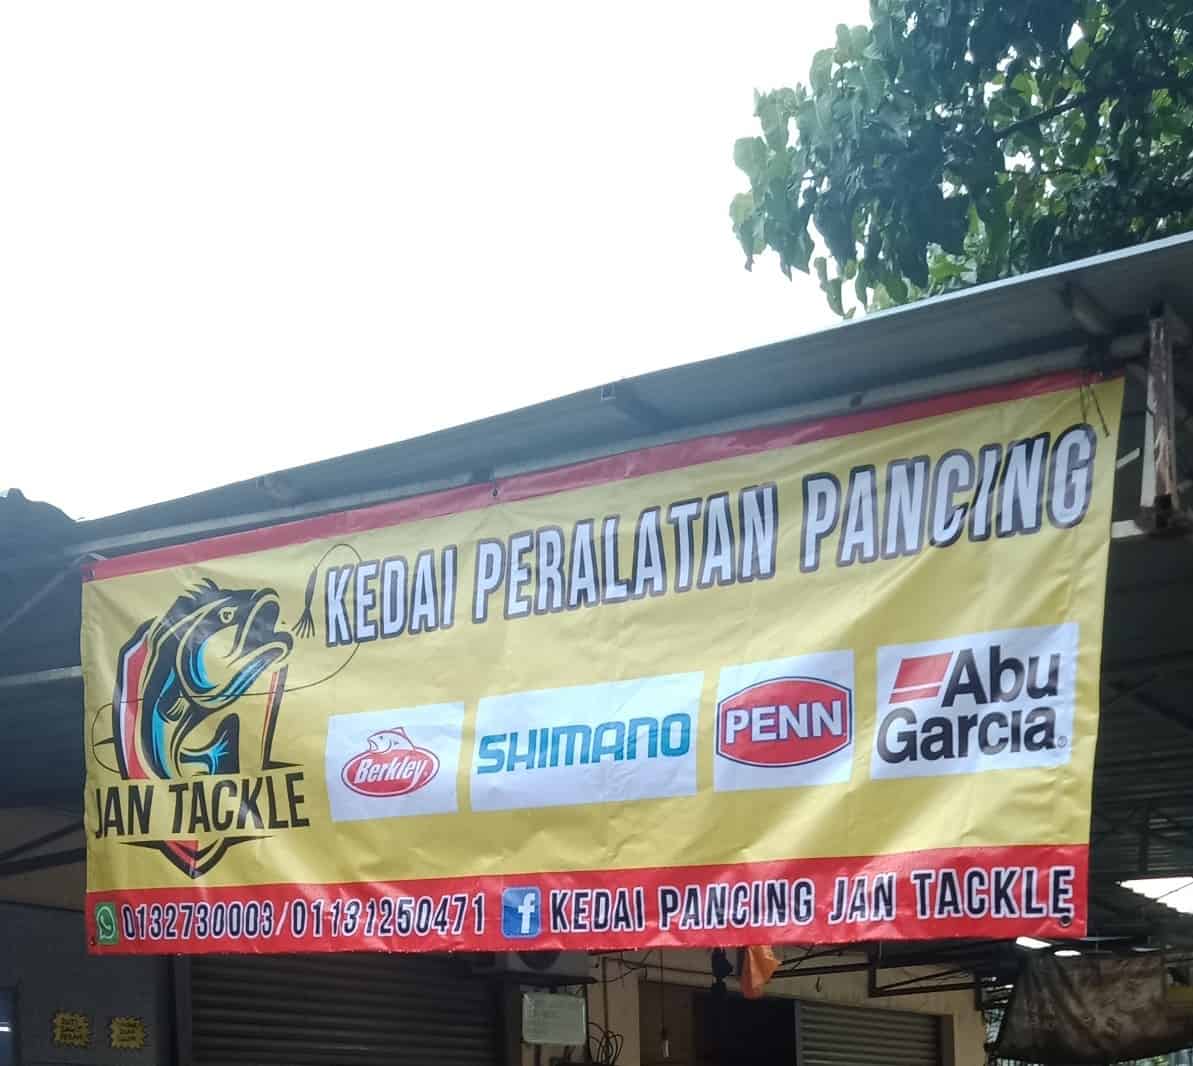 KEDAI PERALATAN PANCING
JAN TACKLE
Berkley
SHIMANO
PENN
Abu
Garcia
0132730003/01131250471 KEDAI PANCING JAN TACKLE